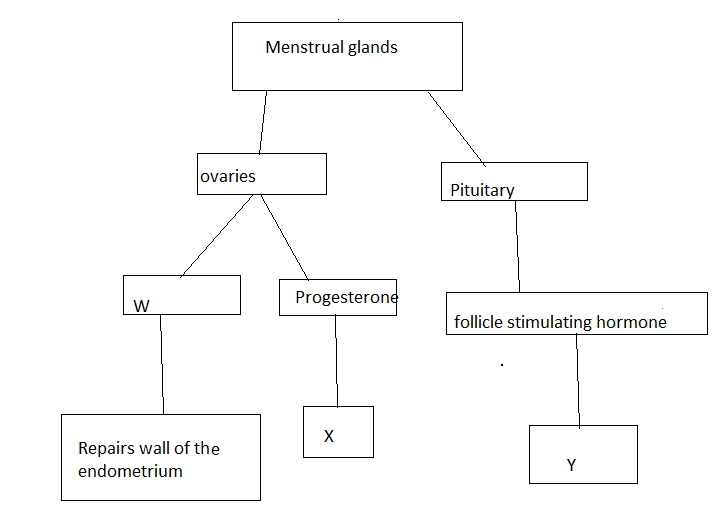 Menstrual glands
ovaries
Pituitary
W
Progesterone
follicle stimulating hormone
Repairs wall of the
endometrium
X
Y